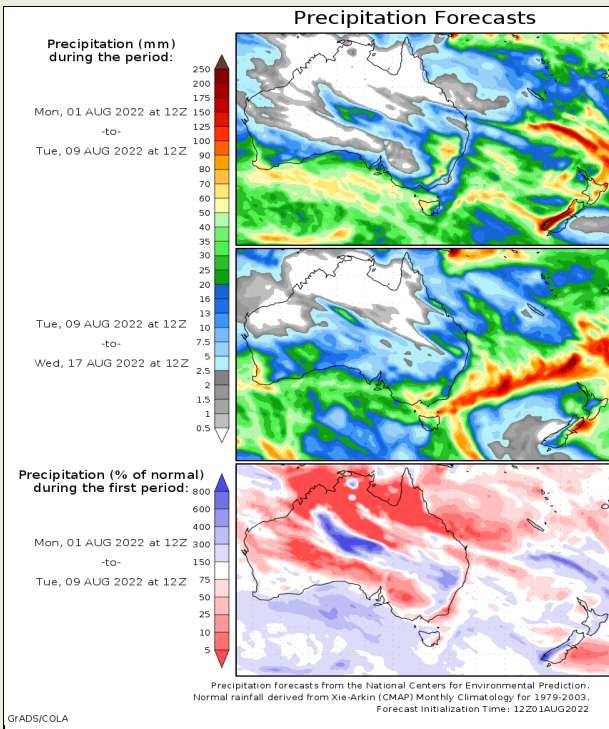 Precipitation Forecasts
Precipitation (mm)
during the period:
Mon, 01 AUG 2022 at 12Z
-to-
Tue, 09 AUG 2022 at 12Z
250
200
175
150
125
100
90
80
70
60
50
40
35
30
25
20
16
13
10
7.5
5
2.5
2
1.5
1
0.5
Tue, 09 AUG 2022 at 12Z
-to-
Wed, 17 AUG 2022 at 12Z
Precipitation (% of normal)
during the first period:
Mon, 01 AUG 2022 at 12Z
-to-
Tue, 09 AUG 2022 at 12Z
800
600
400
300
150
75
50
25
10
5
Precipitation forecasts from the National Centers for Environmental Prediction.
Normal rainfall derived from Xie-Arkin (CMAP) Monthly Climatology for 1979-2003.
Forecast Initialization Time: 12Z01AUG2022
GrADS/COLA